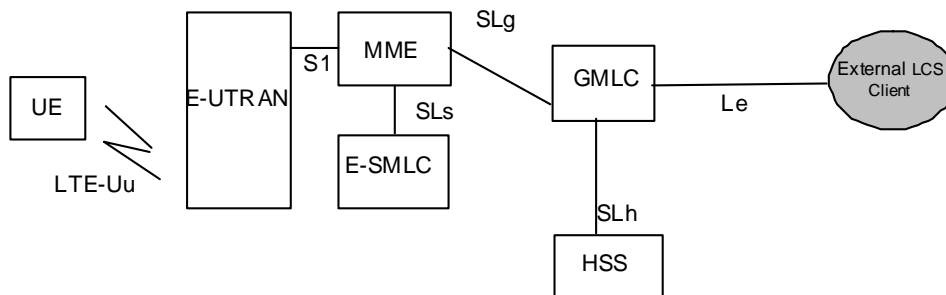 SLg
MME
S1
GMLC
External LCS
Client
E-UTRAN
UE
Le
SLs
E-SMLC
LTE-Uu
SLh
HSS